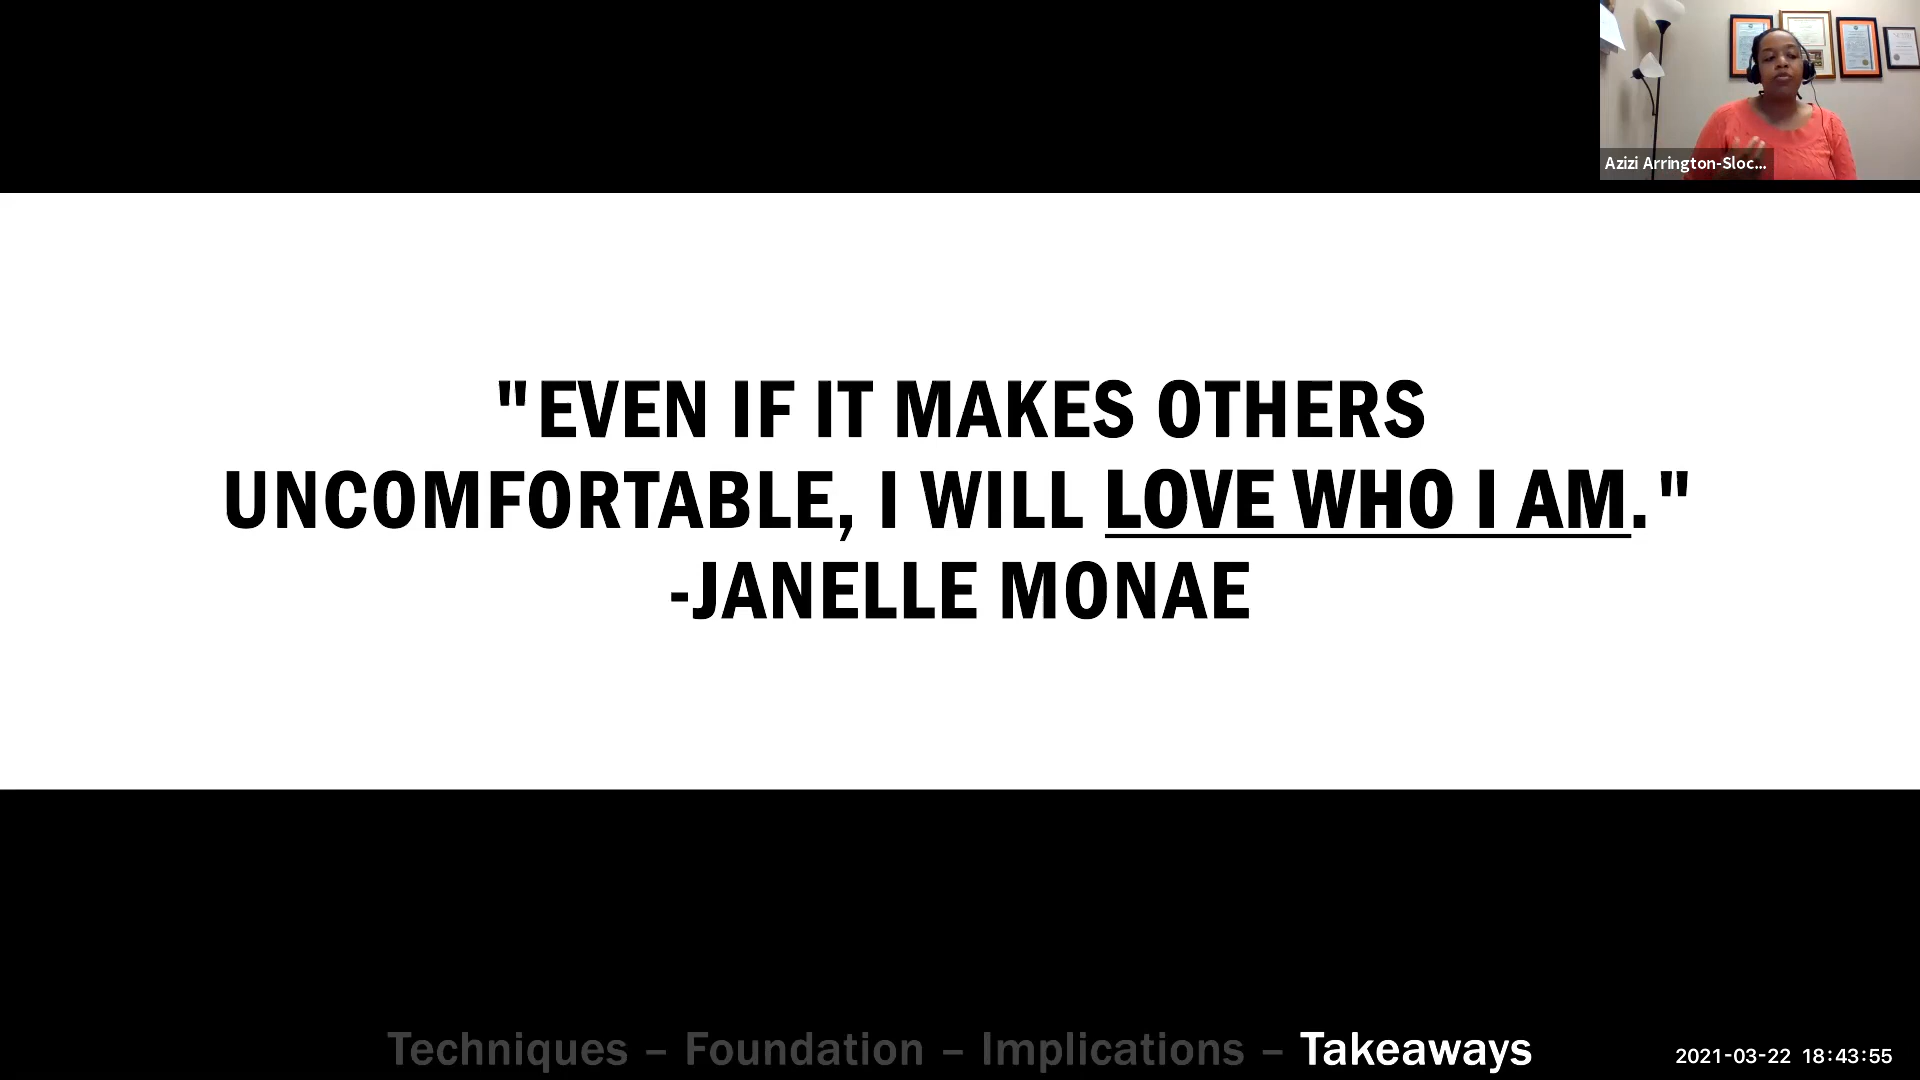 Azizi Arrington-Sloc...
"EVEN IF IT MAKES OTHERS
UNCOMFORTABLE, I WILL LOVE WHO I AM."
-JANELLE MONAE
Techniques – Foundation – Implications – Takeaways
2021-03-22 18:43:55